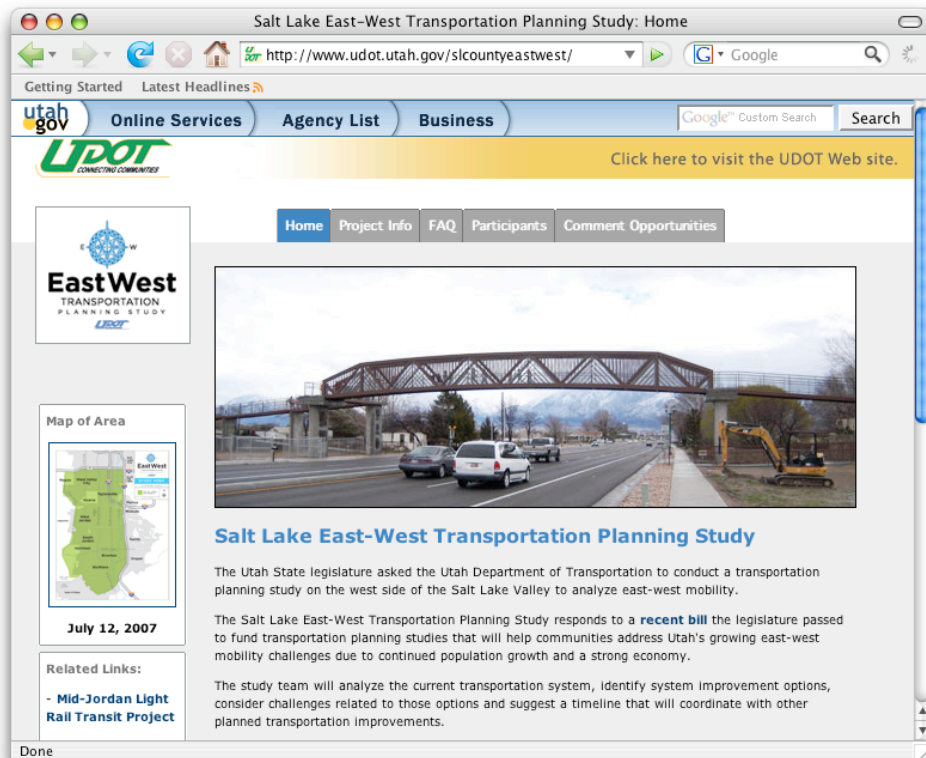 Salt Lake East-West Transportation Planning Study: Home
http://www.udot.utah.gov/slcountyeastwest/
G Google
Getting Started Latest Headlines
utah gov
Online Services Agency List Business
Google™ Custom Search Search
UDOT
CONNECTING COMMUNITIES
Click here to visit the UDOT Web site.
Home Project Info FAQ Participants Comment Opportunities
E W
EastWest
TRANSPORTATION
PLANNING STUDY
UDOT
Map of Area
EastWest
July 12, 2007
Related Links:
- Mid-Jordan Light
Rail Transit Project
Salt Lake East-West Transportation Planning Study
The Utah State legislature asked the Utah Department of Transportation to conduct a transportation
planning study on the west side of the Salt Lake Valley to analyze east-west mobility.
The Salt Lake East-West Transportation Planning Study responds to a recent bill the legislature passed
to fund transportation planning studies that will help communities address Utah's growing east-west
mobility challenges due to continued population growth and a strong economy.
The study team will analyze the current transportation system, identify system improvement options,
consider challenges related to those options and suggest a timeline that will coordinate with other
planned transportation improvements.
Done